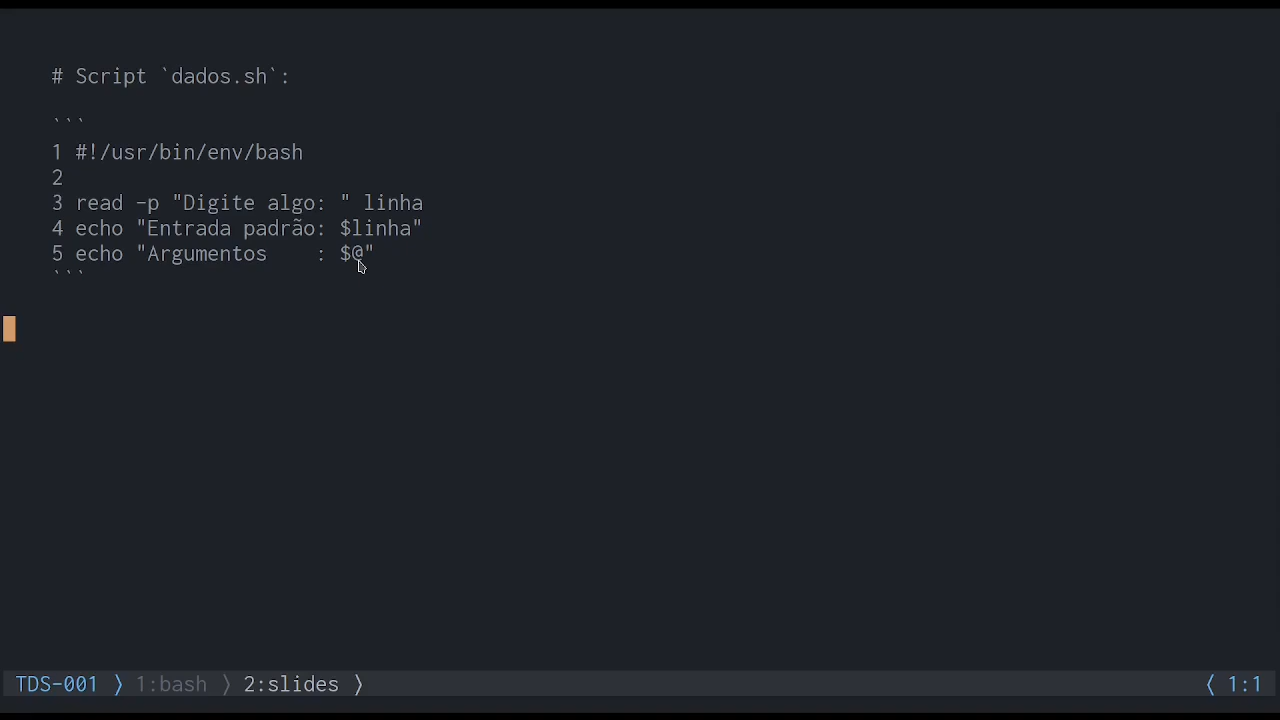 # Script `dados.sh`:
```
1 #!/usr/bin/env/bash
2
3 read -p "Digite algo: " linha
4 echo "Entrada padrão: $linha"
5 echo "Argumentos    : $@"
```
TDS-001 〉 1:bash 〉 2:slides 〉 〈 1:1